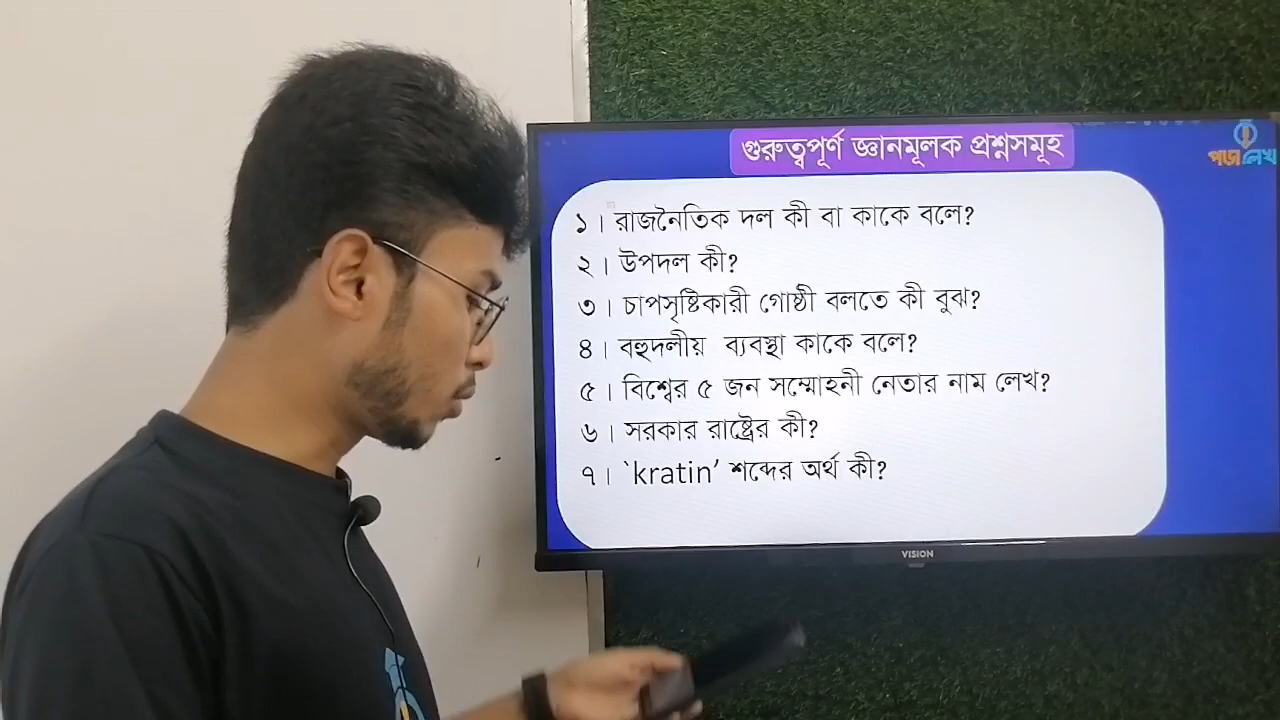 গুরুত্বপূর্ণ জ্ঞানমূলক প্রশ্নসমূহ
পড়ালেখ
১। রাজনৈতিক দল কী বা কাকে বলে?
২। উপদল কী?
৩। চাপসৃষ্টিকারী গোষ্ঠী বলতে কী বুঝ?
৪। বহুদলীয় ব্যবস্থা কাকে বলে?
৫। বিশ্বের ৫ জন সম্মোহনী নেতার নাম লেখ?
৬। সরকার রাষ্ট্রের কী?
৭। `kratin’ শব্দের অর্থ কী?
VISION